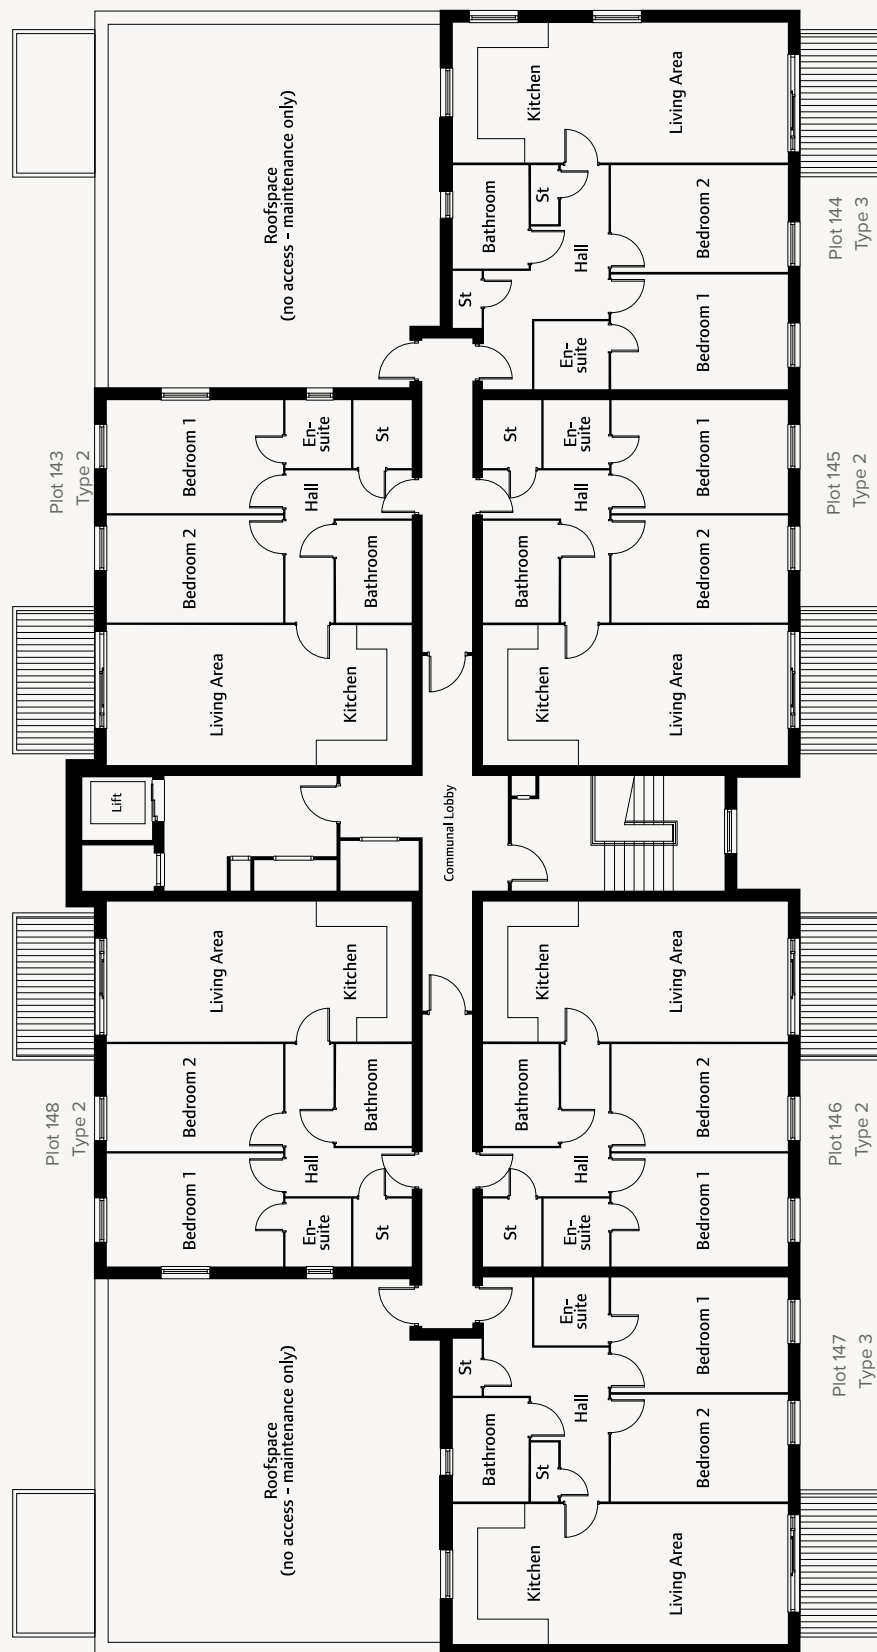 Roofspace
(no access – maintenance only)
Kitchen
Living Area
Bathroom
St
Hall
St
Bedroom 2
Bedroom 1
En-
suite
Plot 144
Type 3
Plot 143
Type 2
Bedroom 1
En-
suite
St
Hall
Bedroom 2
Bathroom
Living Area
Kitchen
St
En-
suite
Bedroom 1
Hall
Bathroom
Bedroom 2
Kitchen
Living Area
Plot 145
Type 2
Lift
Communal Lobby
Living Area
Kitchen
Bedroom 2
Bathroom
Hall
Bedroom 1
En-
suite
St
Plot 148
Type 2
Kitchen
Living Area
Bathroom
Bedroom 2
Hall
St
En-
suite
Bedroom 1
Plot 146
Type 2
En-
suite
Bedroom 1
St
Hall
Bathroom
St
Bedroom 2
Kitchen
Living Area
Plot 147
Type 3
Roofspace
(no access – maintenance only)